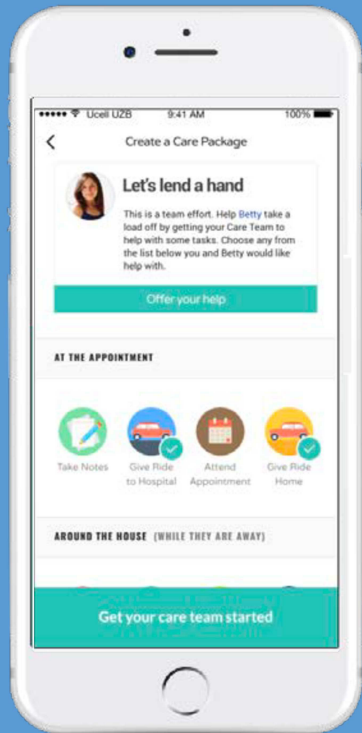 Ucell UZB 9:41 AM 100%
Create a Care Package
Let's lend a hand
This is a team effort. Help Betty take a
load off by getting your Care Team to
help with some tasks. Choose any from
the list below you and Betty would like
help with.
Offer your help
AT THE APPOINTMENT
Take Notes
Give Ride
to Hospital
Attend
Appointment
Give Ride
Home
AROUND THE HOUSE (WHILE THEY ARE AWAY)
Get your care team started